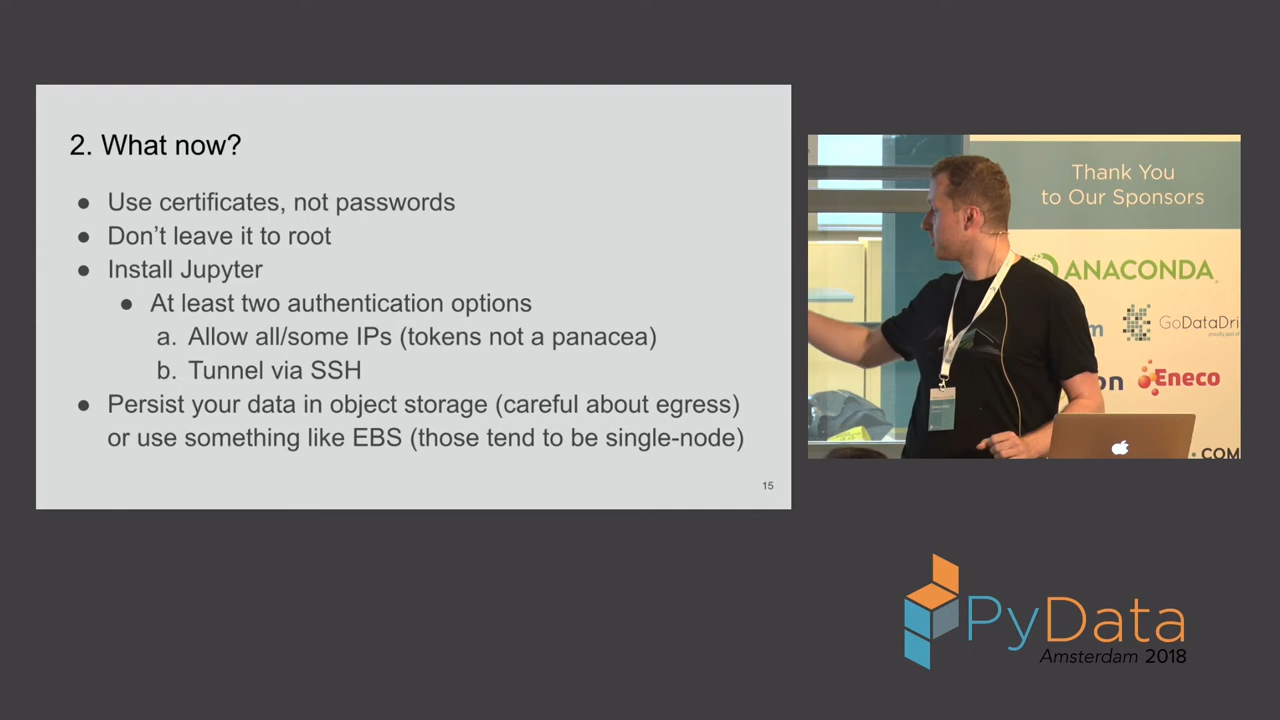 2. What now?
● Use certificates, not passwords
● Don’t leave it to root
● Install Jupyter
● At least two authentication options
a. Allow all/some IPs (tokens not a panacea)
b. Tunnel via SSH
● Persist your data in object storage (careful about egress)
or use something like EBS (those tend to be single-node)
15
Thank You
to Our Sponsors
ANACONDA
GoDataDri
Eneco
.COM
PyData
Amsterdam 2018